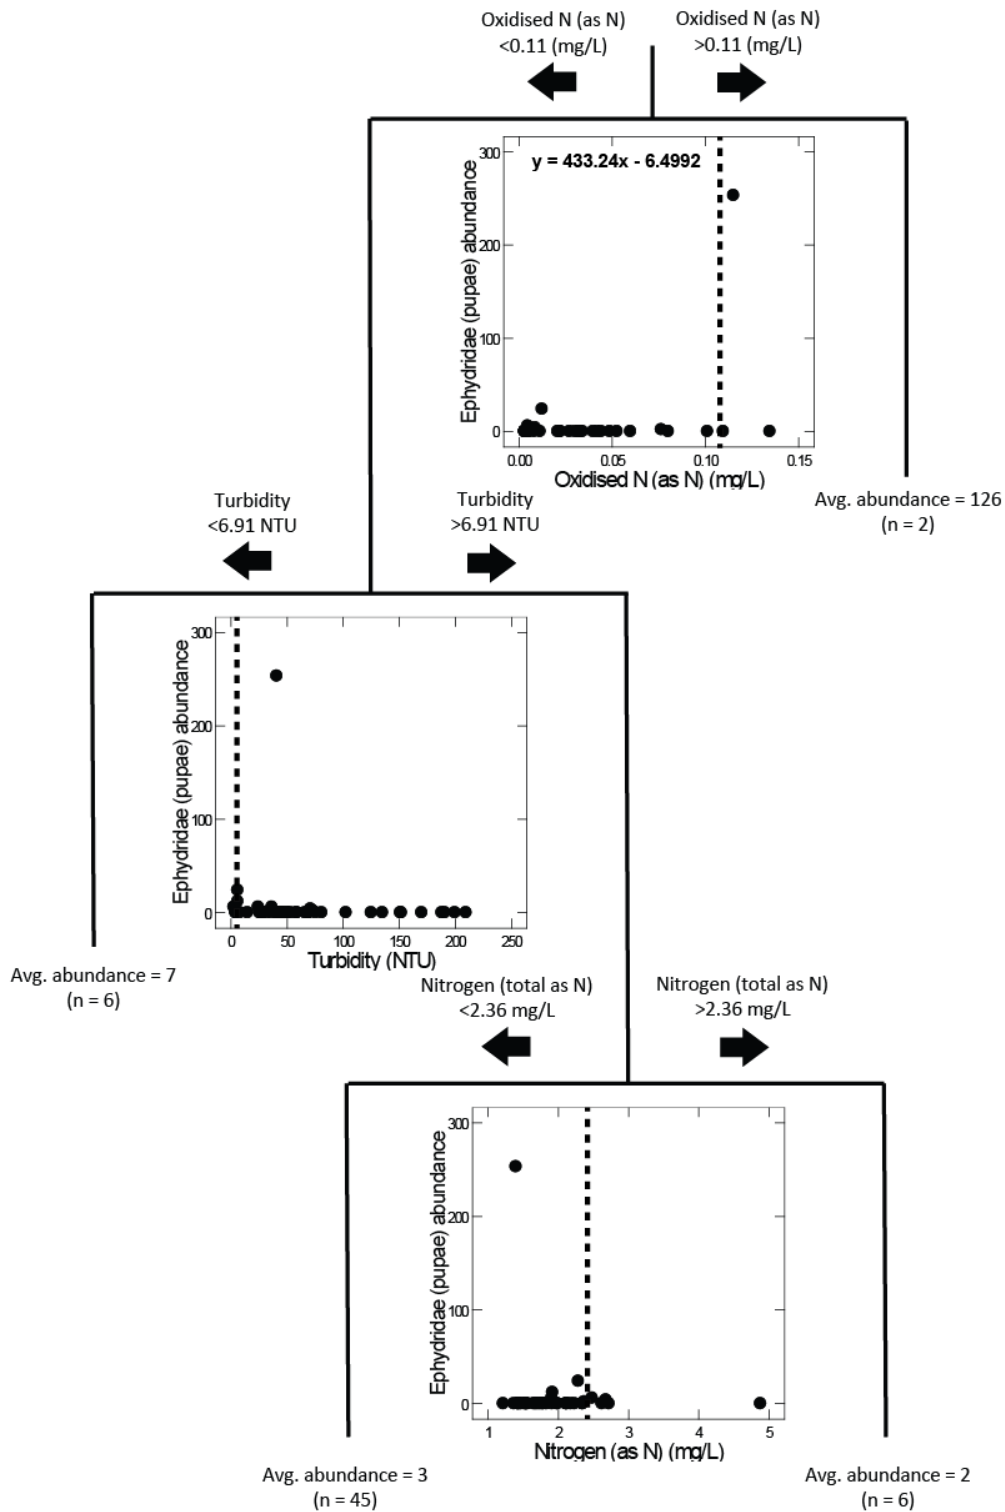 Oxidised N (as N)
<0.11 (mg/L)
Oxidised N (as N)
>0.11 (mg/L)
y = 433.24x - 6.4992
Ephydridae (pupae) abundance
300
200
100
0
0.00 0.05 0.10 0.15
Oxidised N (as N) (mg/L)
Avg. abundance = 126
(n = 2)
Turbidity
<6.91 NTU
Turbidity
>6.91 NTU
Ephydridae (pupae) abundance
300
200
100
0
0 50 100 150 200 250
Turbidity (NTU)
Avg. abundance = 7
(n = 6)
Nitrogen (total as N)
<2.36 mg/L
Nitrogen (total as N)
>2.36 mg/L
Ephydridae (pupae) abundance
300
200
100
0
1 2 3 4 5
Nitrogen (as N) (mg/L)
Avg. abundance = 3
(n = 45)
Avg. abundance = 2
(n = 6)